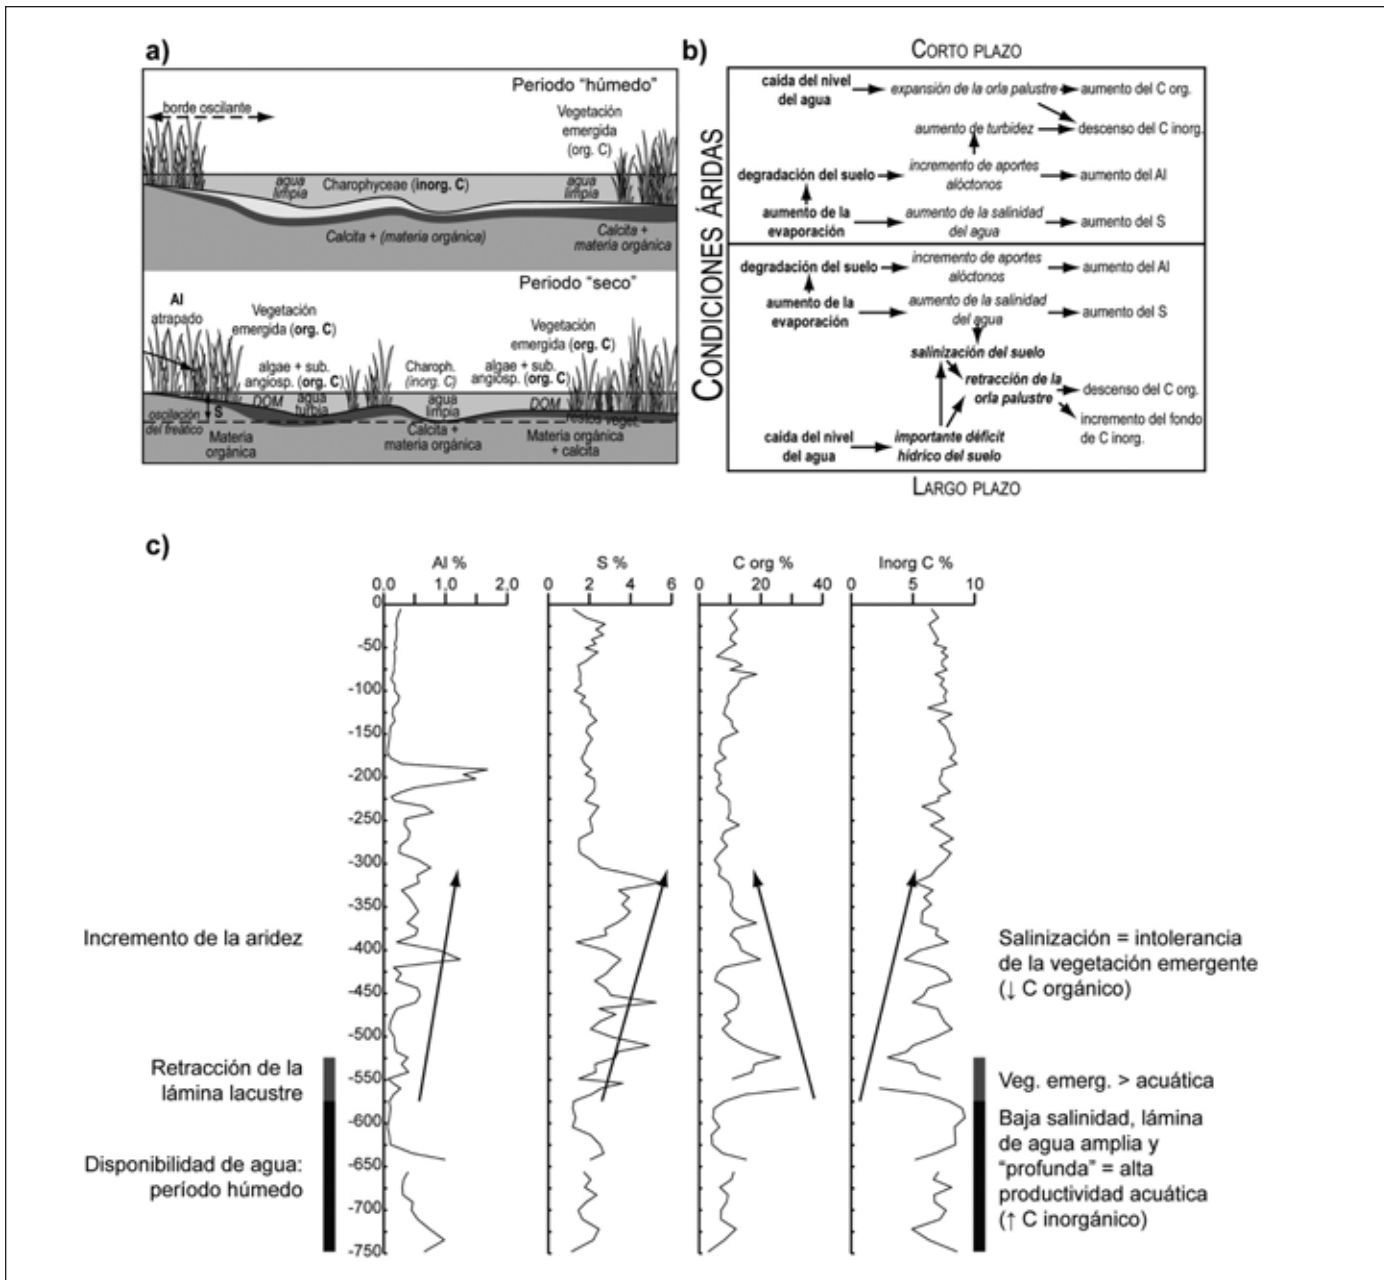 a)
Periodo "húmedo"
borde oscilante
Vegetación
emergida
(org. C)
agua
limpia
Charophyceae (inorg. C)
agua
limpia
Calcita + (materia orgánica)
Calcita +
materia orgánica
Periodo "seco"
Al
atrapado
Vegetación
emergida (org. C)
Vegetación
emergida (org. C)
algae + sub.
angiosp. (org. C)
Charoph.
(inorg. C)
algae + sub.
angiosp. (org. C)
DOM
agua
turbia
agua
limpia
DOM
oscilación
del freático
S
restos veget.
Materia
orgánica
Calcita +
materia orgánica
Materia orgánica
+ calcita
b)
CORTO PLAZO
CONDICIONES ÁRIDAS
caída del nivel
del agua
expansión de la orla palustre
aumento del C org.
aumento de turbidez
descenso del C inorg.
degradación del suelo
incremento de aportes
alóctonos
aumento del Al
aumento de la
evaporación
aumento de la salinidad
del agua
aumento del S
degradación del suelo
incremento de aportes
alóctonos
aumento del Al
aumento de la
evaporación
aumento de la salinidad
del agua
aumento del S
salinización del suelo
retracción de la
orla palustre
descenso del C org.
incremento del fondo
de C inorg.
caída del nivel
del agua
importante déficit
hídrico del suelo
LARGO PLAZO
c)
Al %
S %
C org %
Inorg C %
0,0 1,0 2,0
0 2 4 6
0 20 40
0 5 10
0
-50
-100
-150
-200
-250
-300
-350
-400
-450
-500
-550
-600
-650
-700
-750
Incremento de la aridez
Retracción de la
lámina lacustre
Disponibilidad de agua:
período húmedo
Salinización = intolerancia
de la vegetación emergente
(↓ C orgánico)
Veg. emerg. > acuática
Baja salinidad, lámina
de agua amplia y
"profunda" = alta
productividad acuática
(↑ C inorgánico)